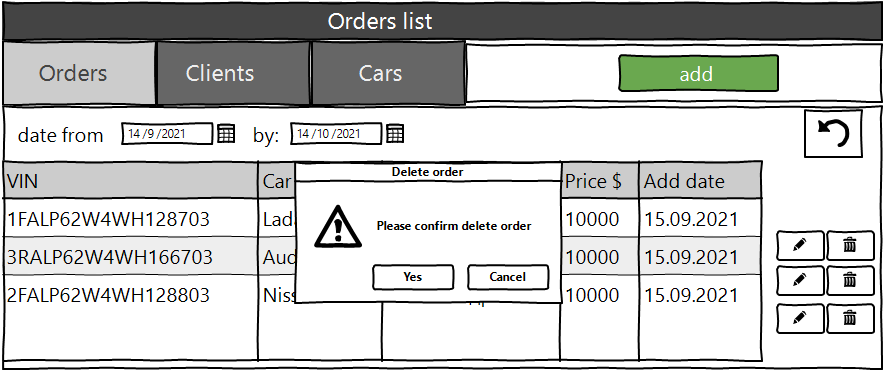 Orders list
Orders Clients Cars add
date from 14/9/2021 by: 14/10/2021
Delete order
VIN Car Price $ Add date
1FALP62W4WH128703 Lad 10000 15.09.2021
Please confirm delete order
3RALP62W4WH166703 Aud 10000 15.09.2021
Yes Cancel
2FALP62W4WH128803 Niss 10000 15.09.2021